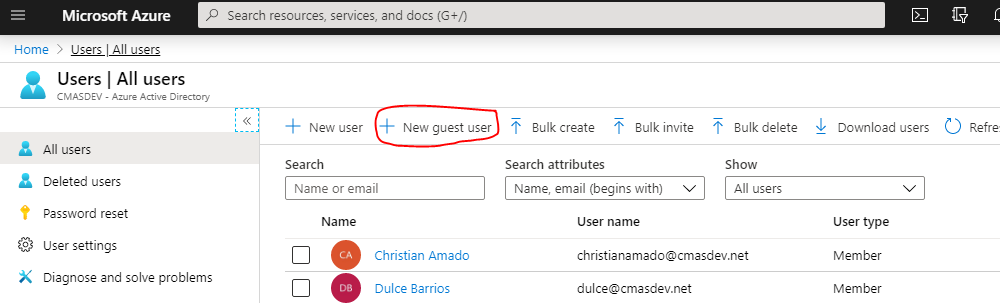 Microsoft Azure
Search resources, services, and docs (G+/)
Home > Users | All users
Users | All users
CMASDEV - Azure Active Directory
All users
Deleted users
Password reset
User settings
Diagnose and solve problems
New user
New guest user
Bulk create
Bulk invite
Bulk delete
Download users
Refre
Search
Name or email
Search attributes
Name, email (begins with)
Show
All users
Name User name User type
CA Christian Amado christianamado@cmasdev.net Member
DB Dulce Barrios dulce@cmasdev.net Member